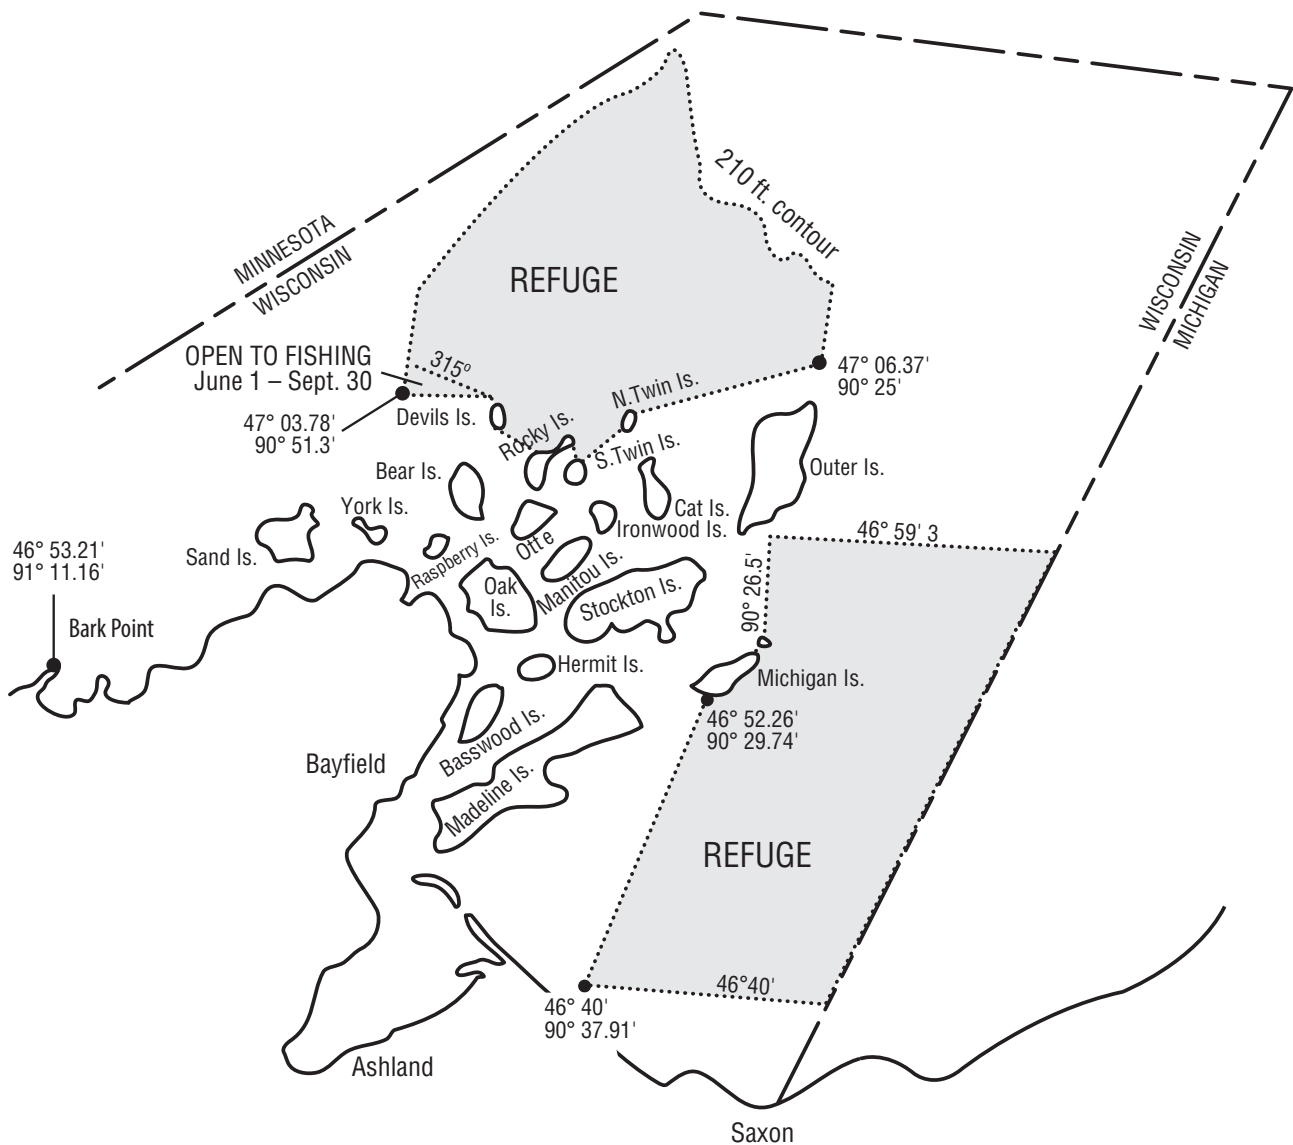 MINNESOTA
WISCONSIN
210 ft. contour
REFUGE
WISCONSIN
MICHIGAN
OPEN TO FISHING
June 1 – Sept. 30
315º
47° 03.78'
90° 51.3'
Devils Is.
Rocky Is.
N.Twin Is.
S.Twin Is.
47° 06.37'
90° 25'
Bear Is.
York Is.
Sand Is.
Raspberry Is.
Otte
Cat Is.
Ironwood Is.
Outer Is.
46° 59' 3
46° 53.21'
91° 11.16'
Bark Point
Oak
Is.
Manitou Is.
Stockton Is.
90° 26.5'
Hermit Is.
Michigan Is.
46° 52.26'
90° 29.74'
Basswood Is.
Madeline Is.
Bayfield
REFUGE
46°40'
46° 40'
90° 37.91'
Ashland
Saxon